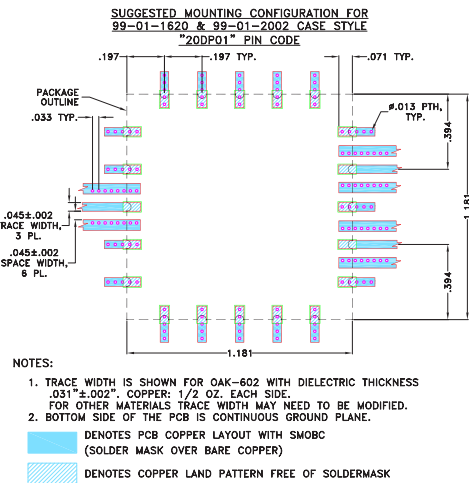 SUGGESTED MOUNTING CONFIGURATION FOR
99-01-1620 & 99-01-2002 CASE STYLE
"20DP01" PIN CODE
.197
.197 TYP.
.071 TYP.
PACKAGE
OUTLINE
.033 TYP.
ø.013 PTH,
TYP.
.394
1.181
.045±.002
TRACE WIDTH,
3 PL.
.045±.002
SPACE WIDTH,
6 PL.
.394
1.181
NOTES:
1. TRACE WIDTH IS SHOWN FOR OAK-602 WITH DIELECTRIC THICKNESS
.031"±.002". COPPER: 1/2 OZ. EACH SIDE.
FOR OTHER MATERIALS TRACE WIDTH MAY NEED TO BE MODIFIED.
2. BOTTOM SIDE OF THE PCB IS CONTINUOUS GROUND PLANE.
DENOTES PCB COPPER LAYOUT WITH SMOBC
(SOLDER MASK OVER BARE COPPER)
DENOTES COPPER LAND PATTERN FREE OF SOLDERMASK